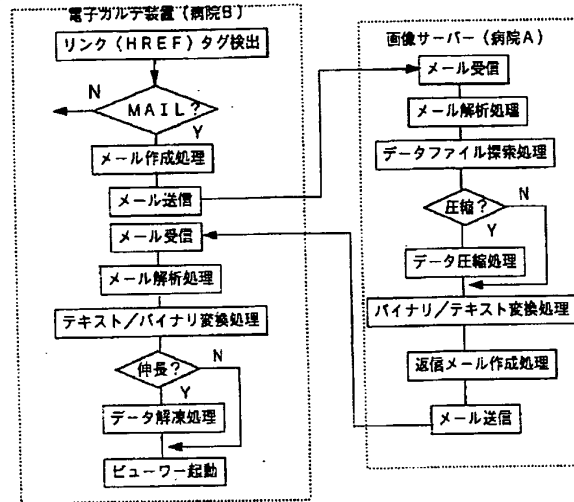 電子カルテ装置(病院B)
リンク(HREF)タグ検出
N
MAIL?
Y
メール作成処理
メール送信
メール受信
メール解析処理
テキスト/バイナリ変換処理
伸長?
N
Y
データ解凍処理
ビューワー起動
画像サーバー(病院A)
メール受信
メール解析処理
データファイル探索処理
圧縮?
N
Y
データ圧縮処理
バイナリ/テキスト変換処理
返信メール作成処理
メール送信